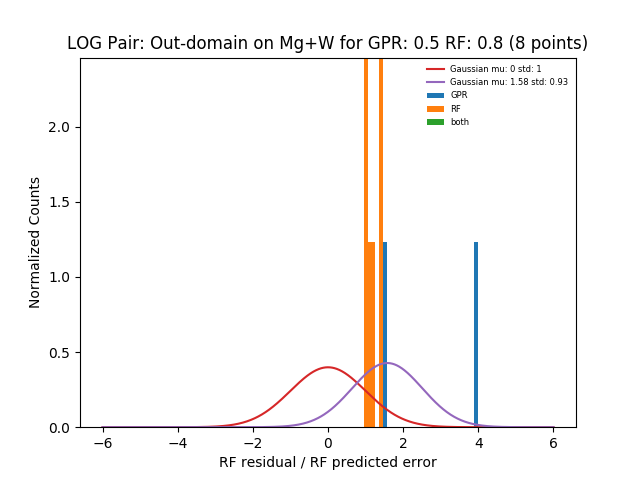 LOG Pair: Out-domain on Mg+W for GPR: 0.5 RF: 0.8 (8 points)
Gaussian mu: 0 std: 1
Gaussian mu: 1.58 std: 0.93
GPR
RF
both
Normalized Counts
2.0
1.5
1.0
0.5
0.0
−6 −4 −2 0 2 4 6
RF residual / RF predicted error